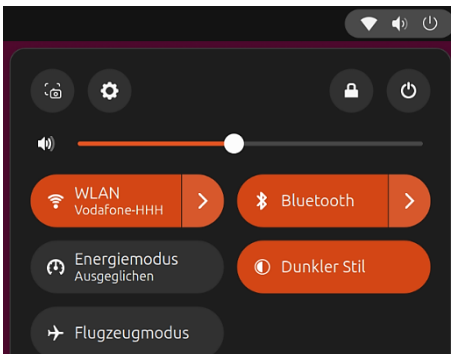 WLAN
Vodafone-HHH
Bluetooth
Energiemodus
Ausgeglichen
Dunkler Stil
Flugzeugmodus